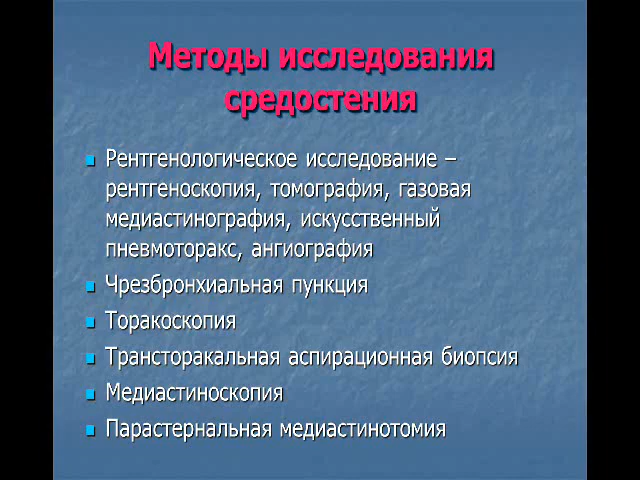 Методы исследования
средостения
Рентгенологическое исследование –
рентгеноскопия, томография, газовая
медиастинография, искусственный
пневмоторакс, ангиография
Чрезбронхиальная пункция
Торакоскопия
Трансторакальная аспирационная биопсия
Медиастиноскопия
Парастернальная медиастинотомия